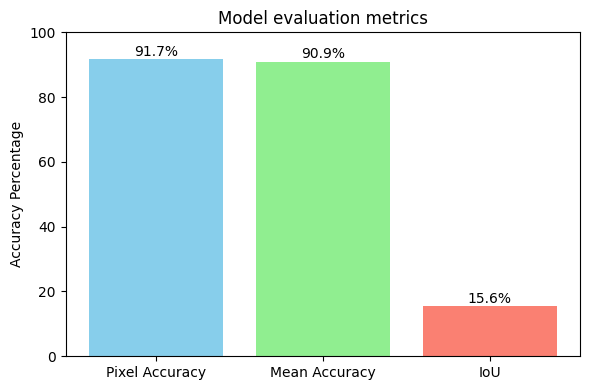 Model evaluation metrics
Accuracy Percentage
100
80
60
40
20
0
91.7%
90.9%
15.6%
Pixel Accuracy
Mean Accuracy
IoU